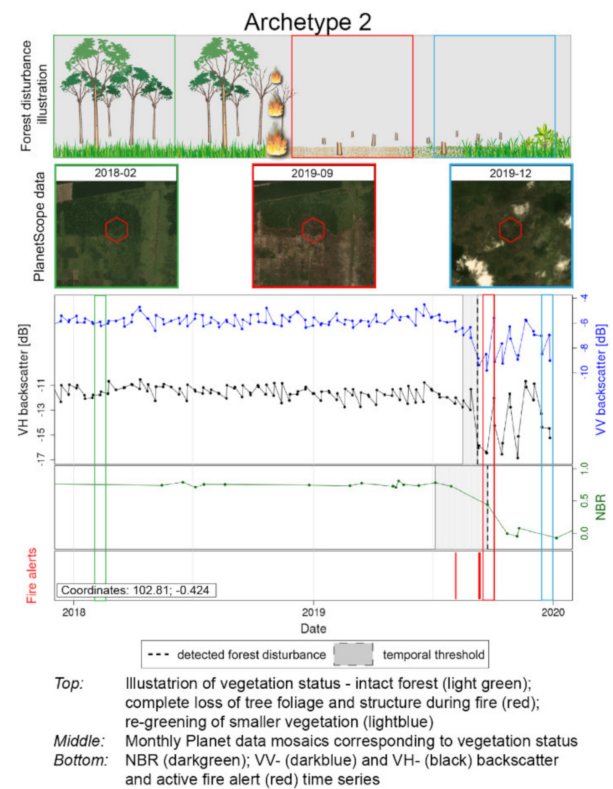 Archetype 2
Forest disturbance
illustration
PlanetScope data
2018-02
2019-09
2019-12
VH backscatter [dB]
-11
-13
-15
-17
-4
-6
-8
-10
VV backscatter [dB]
1.0
0.5
0.0
NBR
Fire alerts
Coordinates: 102.81; -0.424
2018
2019
2020
Date
detected forest disturbance
temporal threshold
Top: Illustatrion of vegetation status - intact forest (light green);
complete loss of tree foliage and structure during fire (red);
re-greening of smaller vegetation (lightblue)
Middle: Monthly Planet data mosaics corresponding to vegetation status
Bottom: NBR (darkgreen); VV- (darkblue) and VH- (black) backscatter
and active fire alert (red) time series